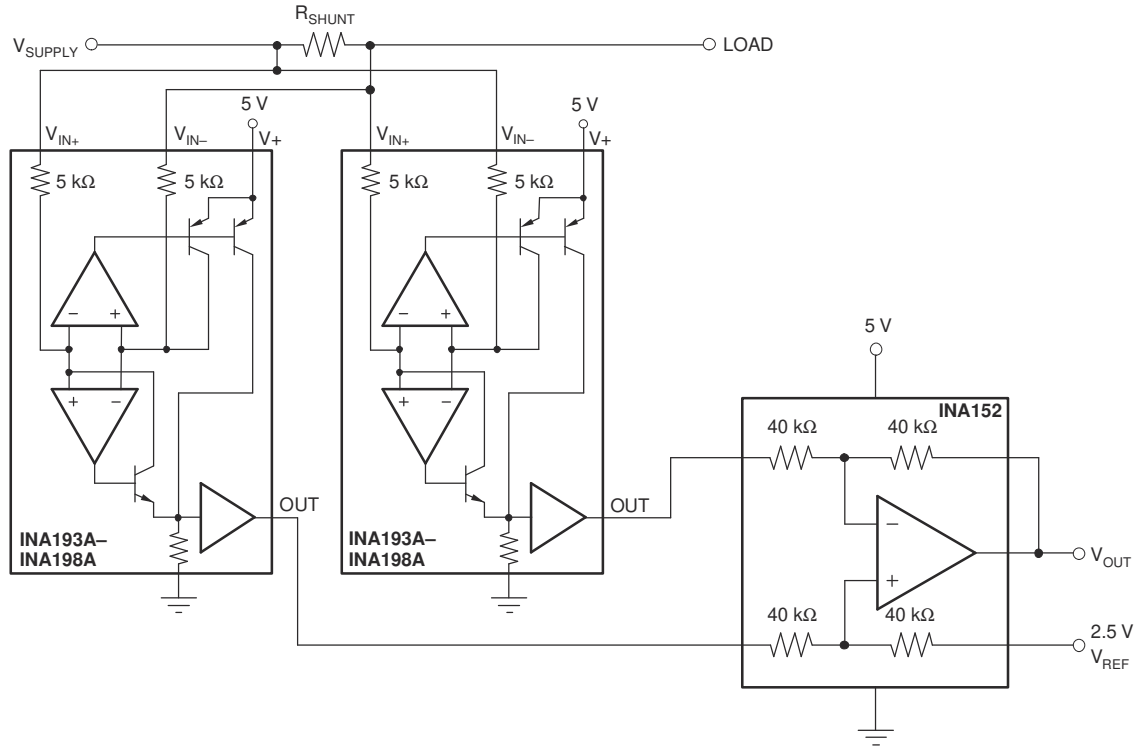 R_SHUNT
V_SUPPLY
LOAD
5 V
5 V
V_IN+
V_IN–
V+
V_IN+
V_IN–
V+
5 kΩ
5 kΩ
5 kΩ
5 kΩ
– +
– +
+ –
+ –
5 V
INA152
40 kΩ
40 kΩ
OUT
OUT
INA193A–
INA198A
INA193A–
INA198A
–
+
V_OUT
40 kΩ
40 kΩ
2.5 V
V_REF